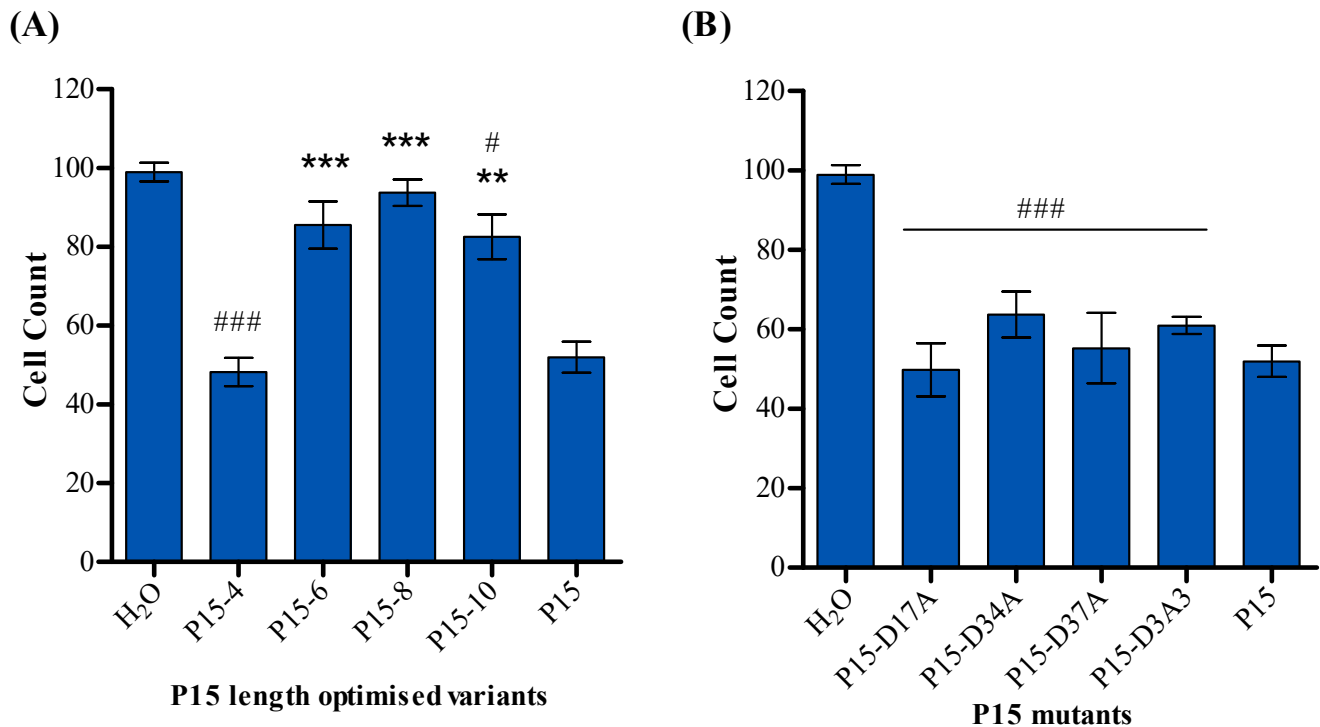 (A)
120
100
80
60
40
20
0
Cell Count
###
***
***
#
**
H₂O
P15-4
P15-6
P15-8
P15-10
P15
P15 length optimised variants
(B)
120
100
80
60
40
20
0
Cell Count
###
H₂O
P15-D17A
P15-D34A
P15-D37A
P15-D3A3
P15
P15 mutants